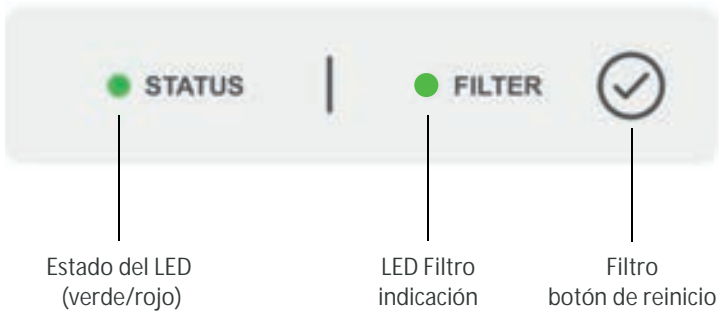 STATUS | FILTER
Estado del LED
(verde/rojo)
LED Filtro
indicación
Filtro
botón de reinicio